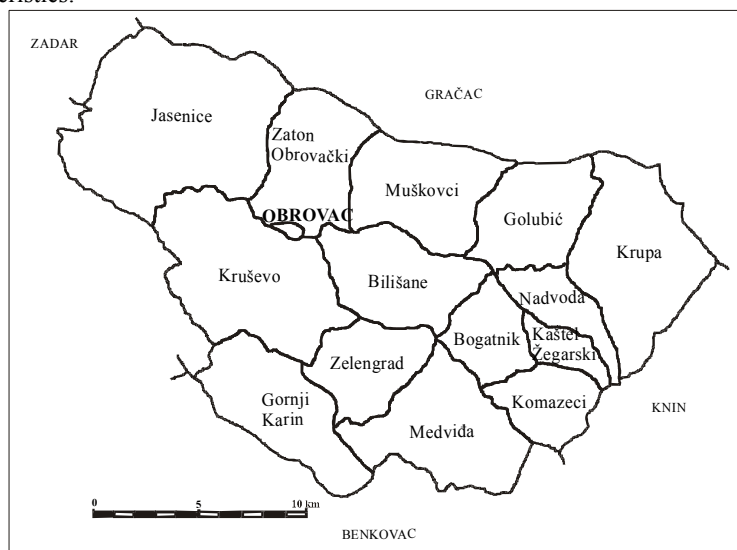 eristics.
ZADAR
GRAČAC
Jasenice
Zaton
Obrovački
Muškovci
Golubić
OBROVAC
Krupa
Kruševo
Bilišane
Nadvoda
Bogatnik
Kaštel
Žegarski
Zelengrad
Gornji
Karin
Komazeci
KNIN
Medviđa
0 5 10 km
BENKOVAC